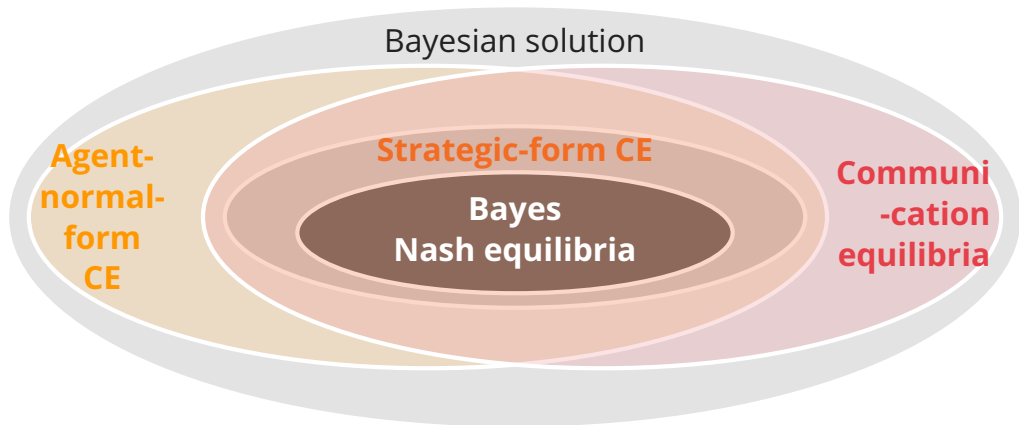 Bayesian solution
Agent-
normal-
form
CE
Strategic-form CE
Bayes
Nash equilibria
Communi
-cation
equilibria